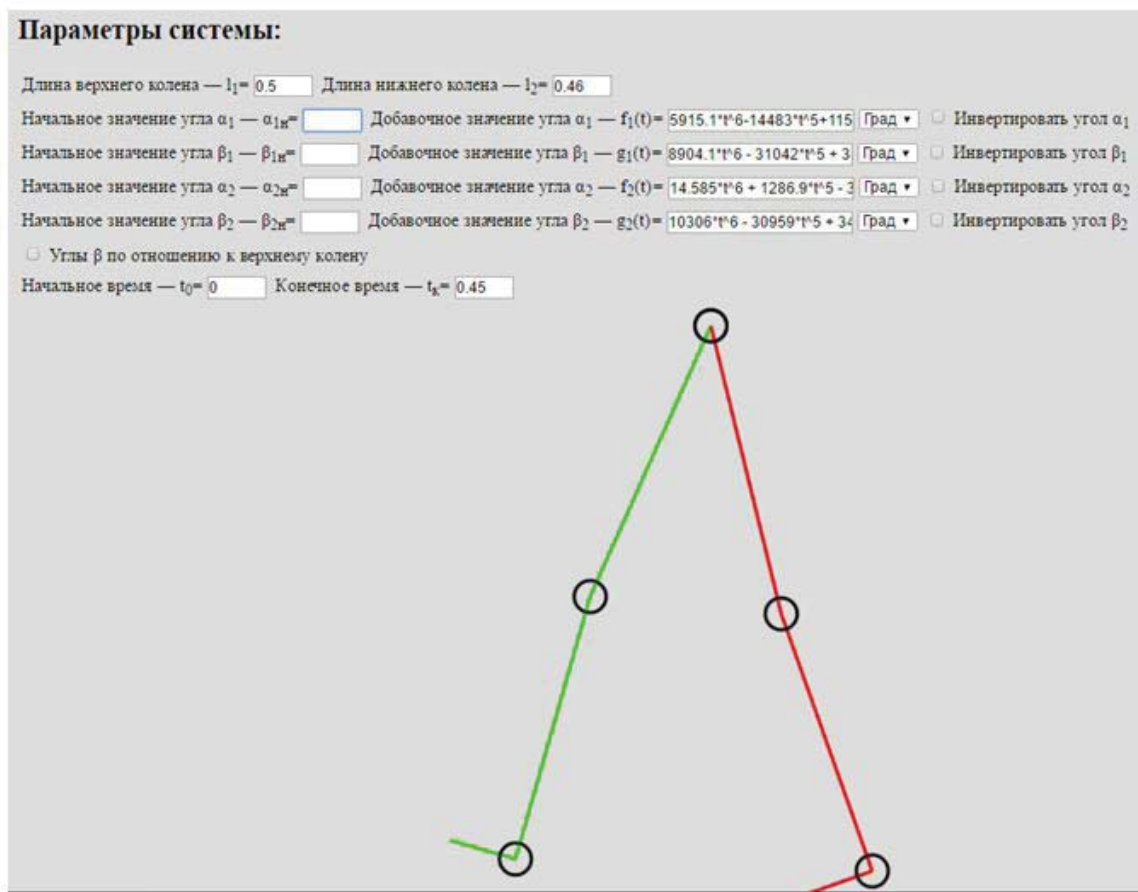 Параметры системы:
Длина верхнего колена — l₁= 0.5 Длина нижнего колена — l₂= 0.46
Начальное значение угла α₁ — α₁ₙ= Добавочное значение угла α₁ — f₁(t)= 5915.1*t^6-14483*t^5+115 Град Инвертировать угол α₁
Начальное значение угла β₁ — β₁ₙ= Добавочное значение угла β₁ — g₁(t)= 8904.1*t^6 - 31042*t^5 + 3 Град Инвертировать угол β₁
Начальное значение угла α₂ — α₂ₙ= Добавочное значение угла α₂ — f₂(t)= 14.585*t^6 + 1286.9*t^5 - 3 Град Инвертировать угол α₂
Начальное значение угла β₂ — β₂ₙ= Добавочное значение угла β₂ — g₂(t)= 10306*t^6 - 30959*t^5 + 34 Град Инвертировать угол β₂
Углы β по отношению к верхнему колену
Начальное время — t₀= 0 Конечное время — tₖ= 0.45